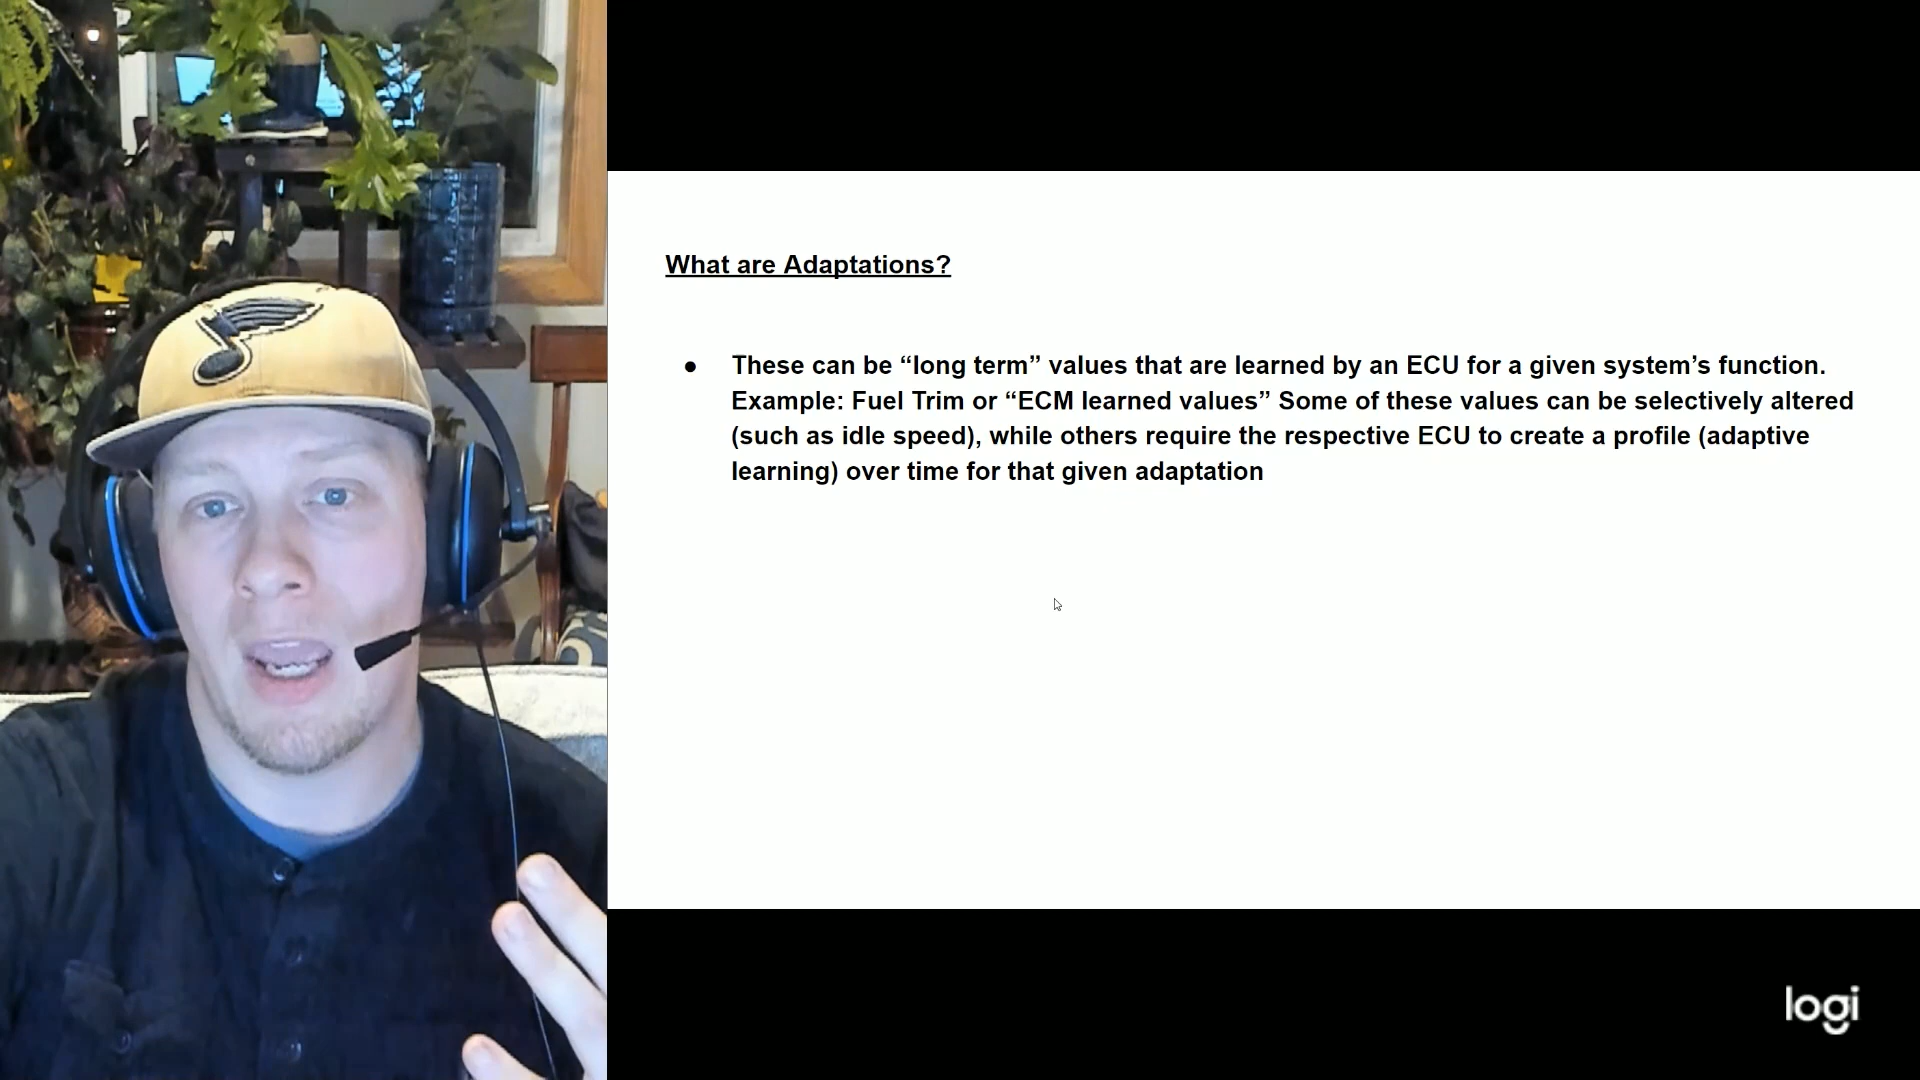 What are Adaptations?
● These can be “long term” values that are learned by an ECU for a given system’s function.
Example: Fuel Trim or “ECM learned values” Some of these values can be selectively altered
(such as idle speed), while others require the respective ECU to create a profile (adaptive
learning) over time for that given adaptation
logi